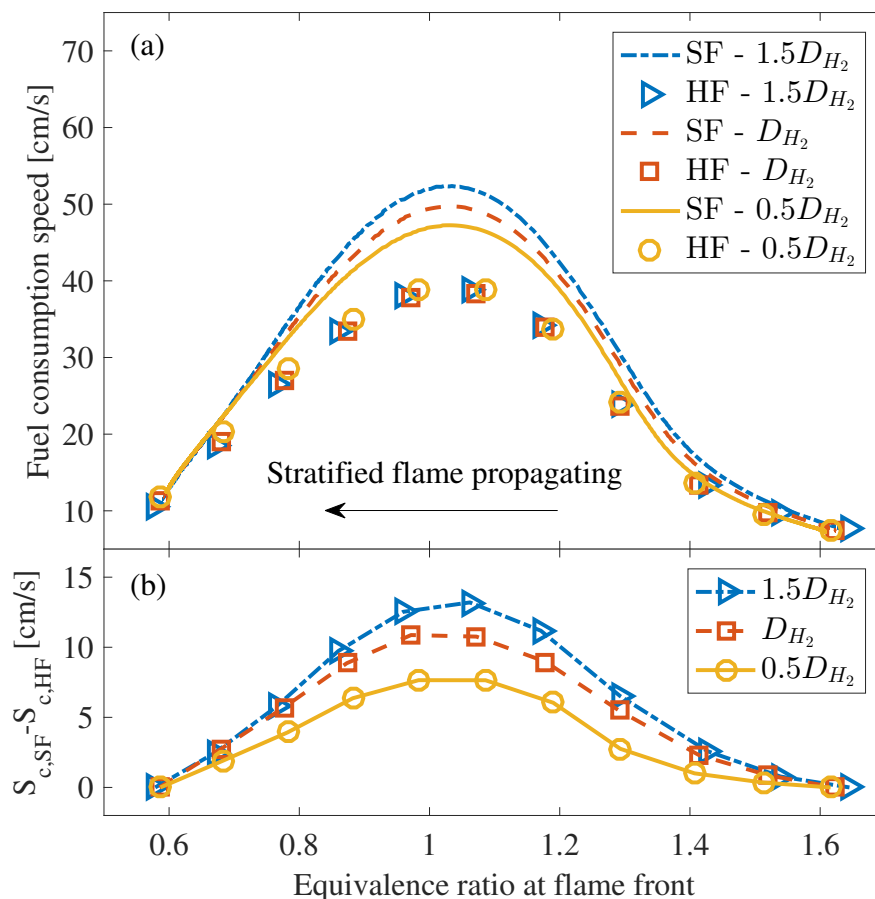 (a)
Fuel consumption speed [cm/s]
70
60
50
40
30
20
10
SF - 1.5D_{H_2}
HF - 1.5D_{H_2}
SF - D_{H_2}
HF - D_{H_2}
SF - 0.5D_{H_2}
HF - 0.5D_{H_2}
Stratified flame propagating
(b)
S_{c,SF}-S_{c,HF} [cm/s]
15
10
5
0
1.5D_{H_2}
D_{H_2}
0.5D_{H_2}
0.6 0.8 1 1.2 1.4 1.6
Equivalence ratio at flame front